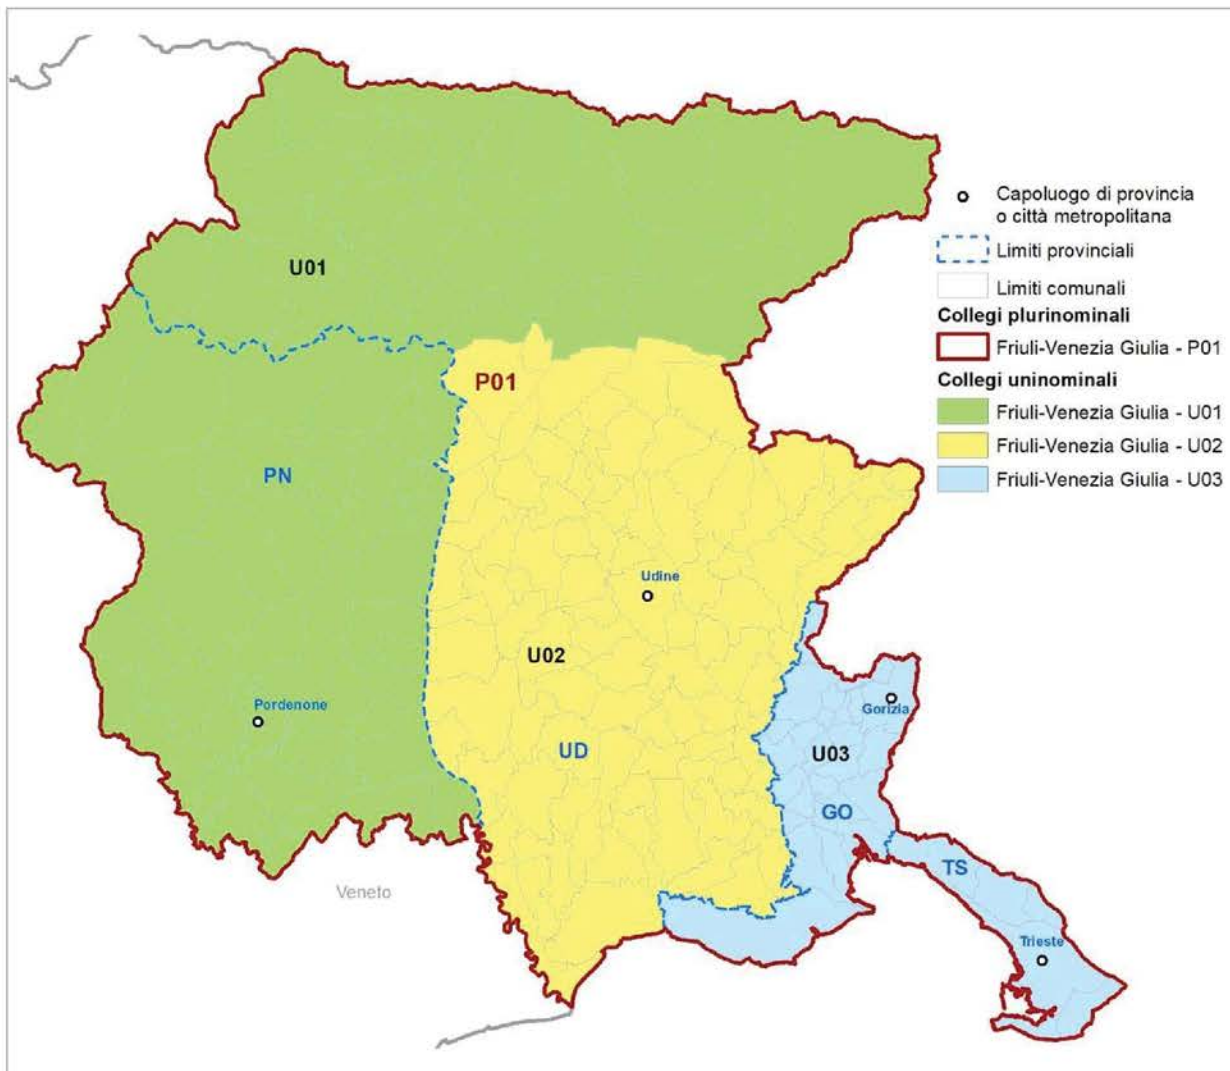 Capoluogo di provincia
o città metropolitana
Limiti provinciali
Limiti comunali
Collegi plurinominali
Friuli-Venezia Giulia - P01
Collegi uninominali
Friuli-Venezia Giulia - U01
Friuli-Venezia Giulia - U02
Friuli-Venezia Giulia - U03
U01
P01
PN
Udine
U02
Pordenone
Gorizia
UD
U03
GO
TS
Veneto
Trieste